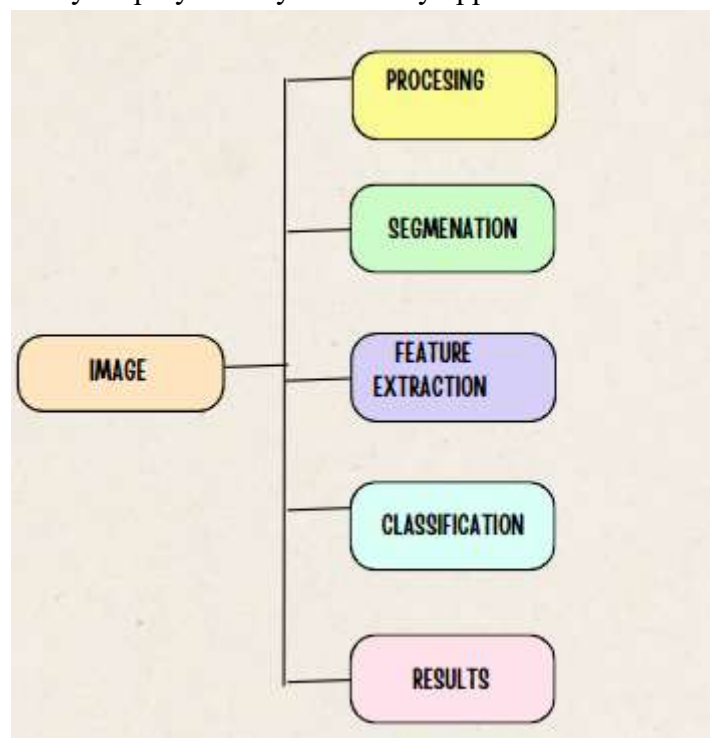 PROCESING
SEGMENATION
FEATURE
EXTRACTION
IMAGE
CLASSIFICATION
RESULTS